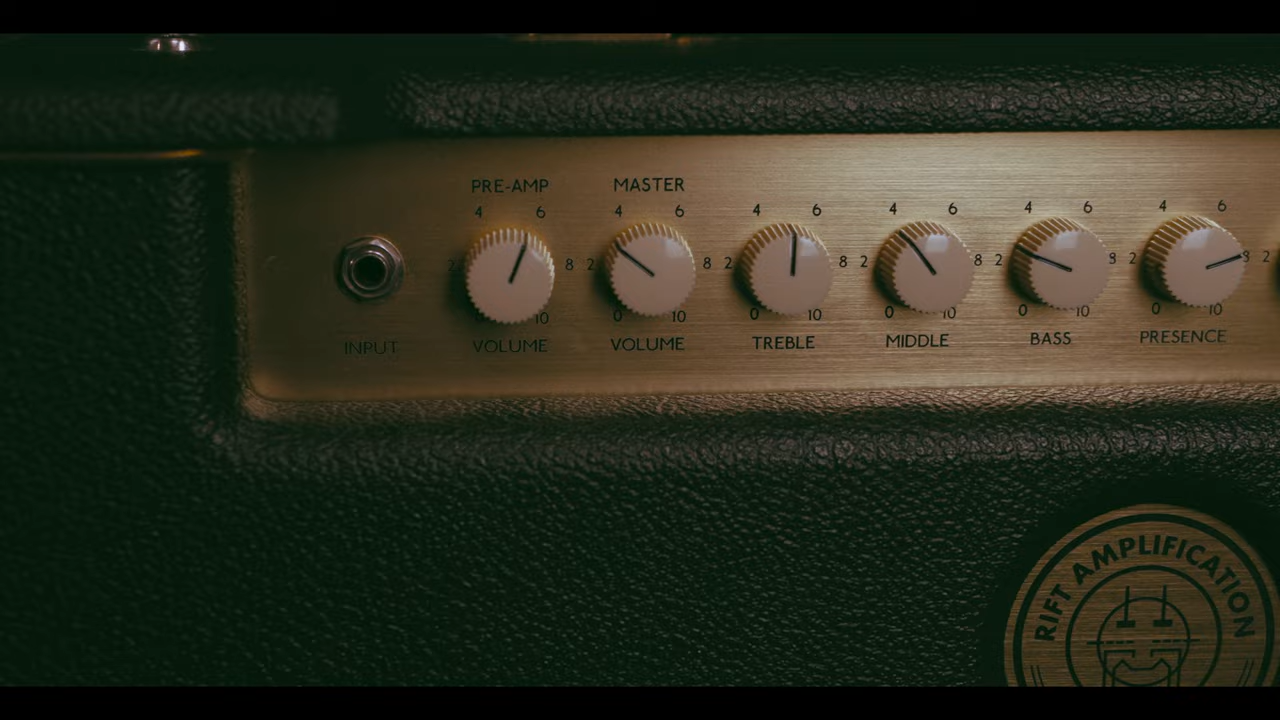 PRE-AMP MASTER
4 6 4 6 4 6 4 6 4 6 4 6
2 8 2 8 2 8 2 8 2 8 2 8 2
10 0 10 0 10 0 10 0 10 0 10
INPUT VOLUME VOLUME TREBLE MIDDLE BASS PRESENCE
RIFT AMPLIFICATION